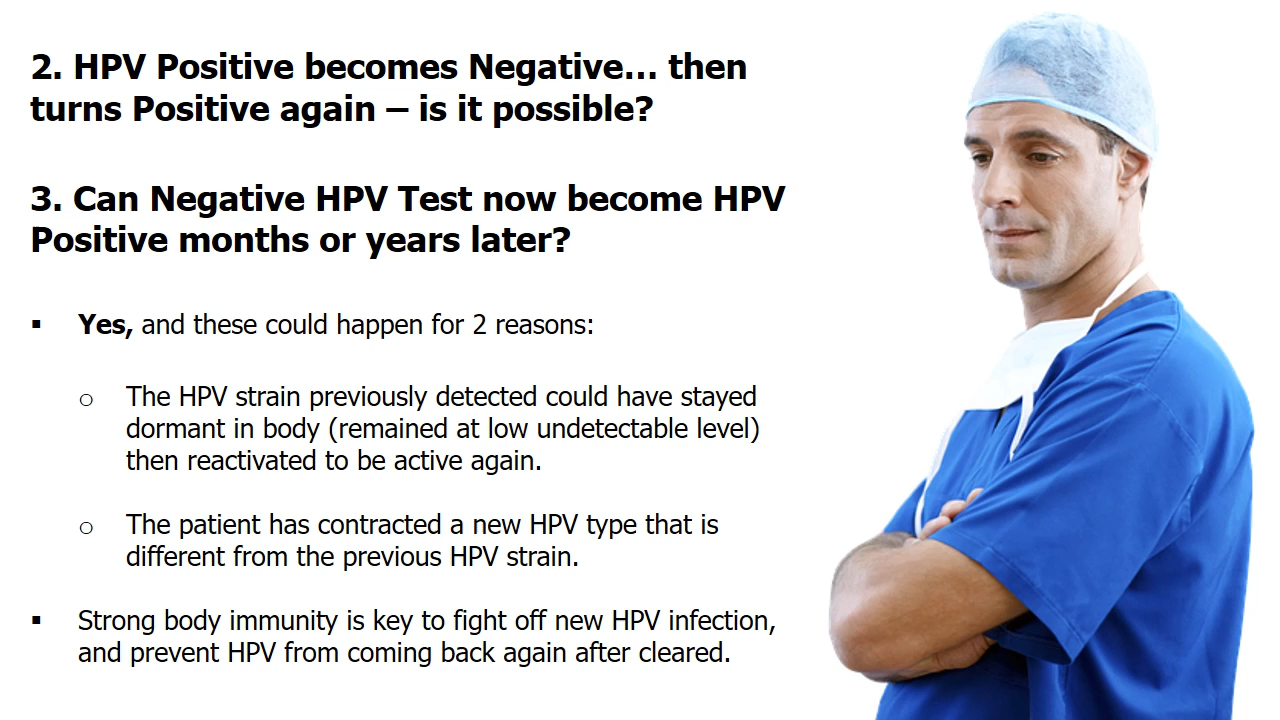 2. HPV Positive becomes Negative... then
turns Positive again – is it possible?
3. Can Negative HPV Test now become HPV
Positive months or years later?
▪ Yes, and these could happen for 2 reasons:
o The HPV strain previously detected could have stayed
dormant in body (remained at low undetectable level)
then reactivated to be active again.
o The patient has contracted a new HPV type that is
different from the previous HPV strain.
▪ Strong body immunity is key to fight off new HPV infection,
and prevent HPV from coming back again after cleared.